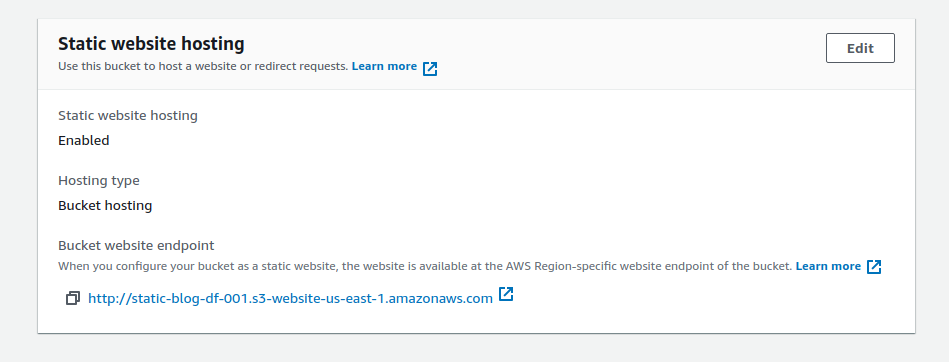 Static website hosting
Edit
Use this bucket to host a website or redirect requests. Learn more
Static website hosting
Enabled
Hosting type
Bucket hosting
Bucket website endpoint
When you configure your bucket as a static website, the website is available at the AWS Region-specific website endpoint of the bucket. Learn more
http://static-blog-df-001.s3-website-us-east-1.amazonaws.com